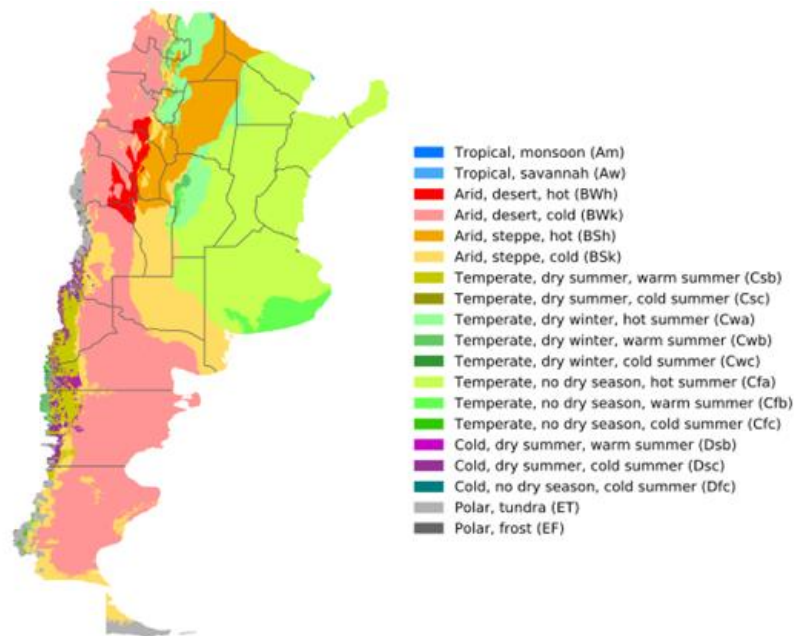 Tropical, monsoon (Am)
Tropical, savannah (Aw)
Arid, desert, hot (BWh)
Arid, desert, cold (BWk)
Arid, steppe, hot (BSh)
Arid, steppe, cold (BSk)
Temperate, dry summer, warm summer (Csb)
Temperate, dry summer, cold summer (Csc)
Temperate, dry winter, hot summer (Cwa)
Temperate, dry winter, warm summer (Cwb)
Temperate, dry winter, cold summer (Cwc)
Temperate, no dry season, hot summer (Cfa)
Temperate, no dry season, warm summer (Cfb)
Temperate, no dry season, cold summer (Cfc)
Cold, dry summer, warm summer (Dsb)
Cold, dry summer, cold summer (Dsc)
Cold, no dry season, cold summer (Dfc)
Polar, tundra (ET)
Polar, frost (EF)